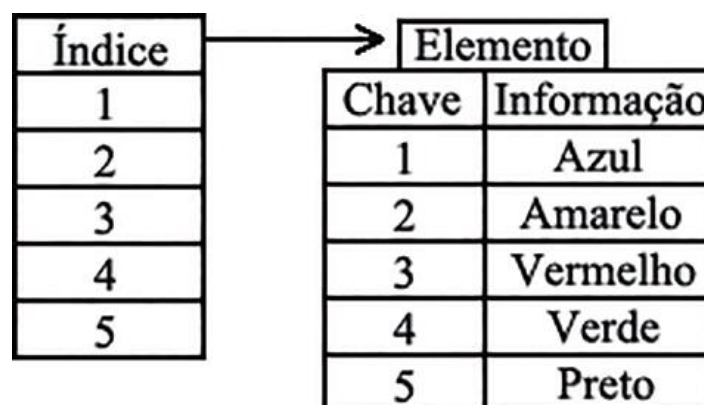 Índice
1
2
3
4
5
Elemento
Chave Informação
1 Azul
2 Amarelo
3 Vermelho
4 Verde
5 Preto